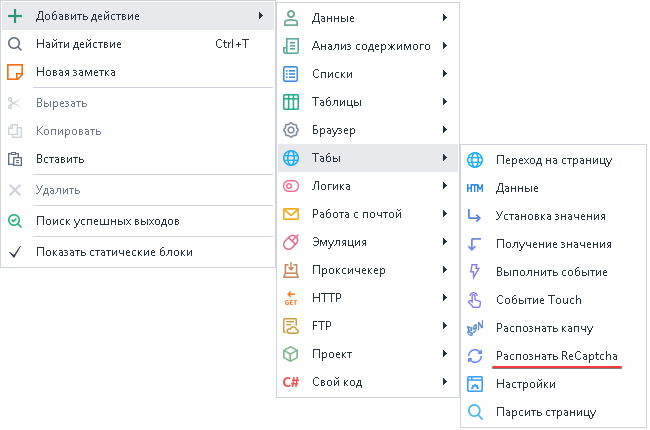 Добавить действие
Найти действие Ctrl+T
Новая заметка
Вырезать
Копировать
Вставить
Удалить
Поиск успешных выходов
Показать статические блоки
Данные
Анализ содержимого
Списки
Таблицы
Браузер
Табы
Логика
Работа с почтой
Эмуляция
Проксичекер
GET HTTP
FTP
Проект
C# Свой код
Переход на страницу
HTM Данные
Установка значения
Получение значения
Выполнить событие
Событие Touch
Распознать капчу
Распознать ReCaptcha
Настройки
Парсить страницу